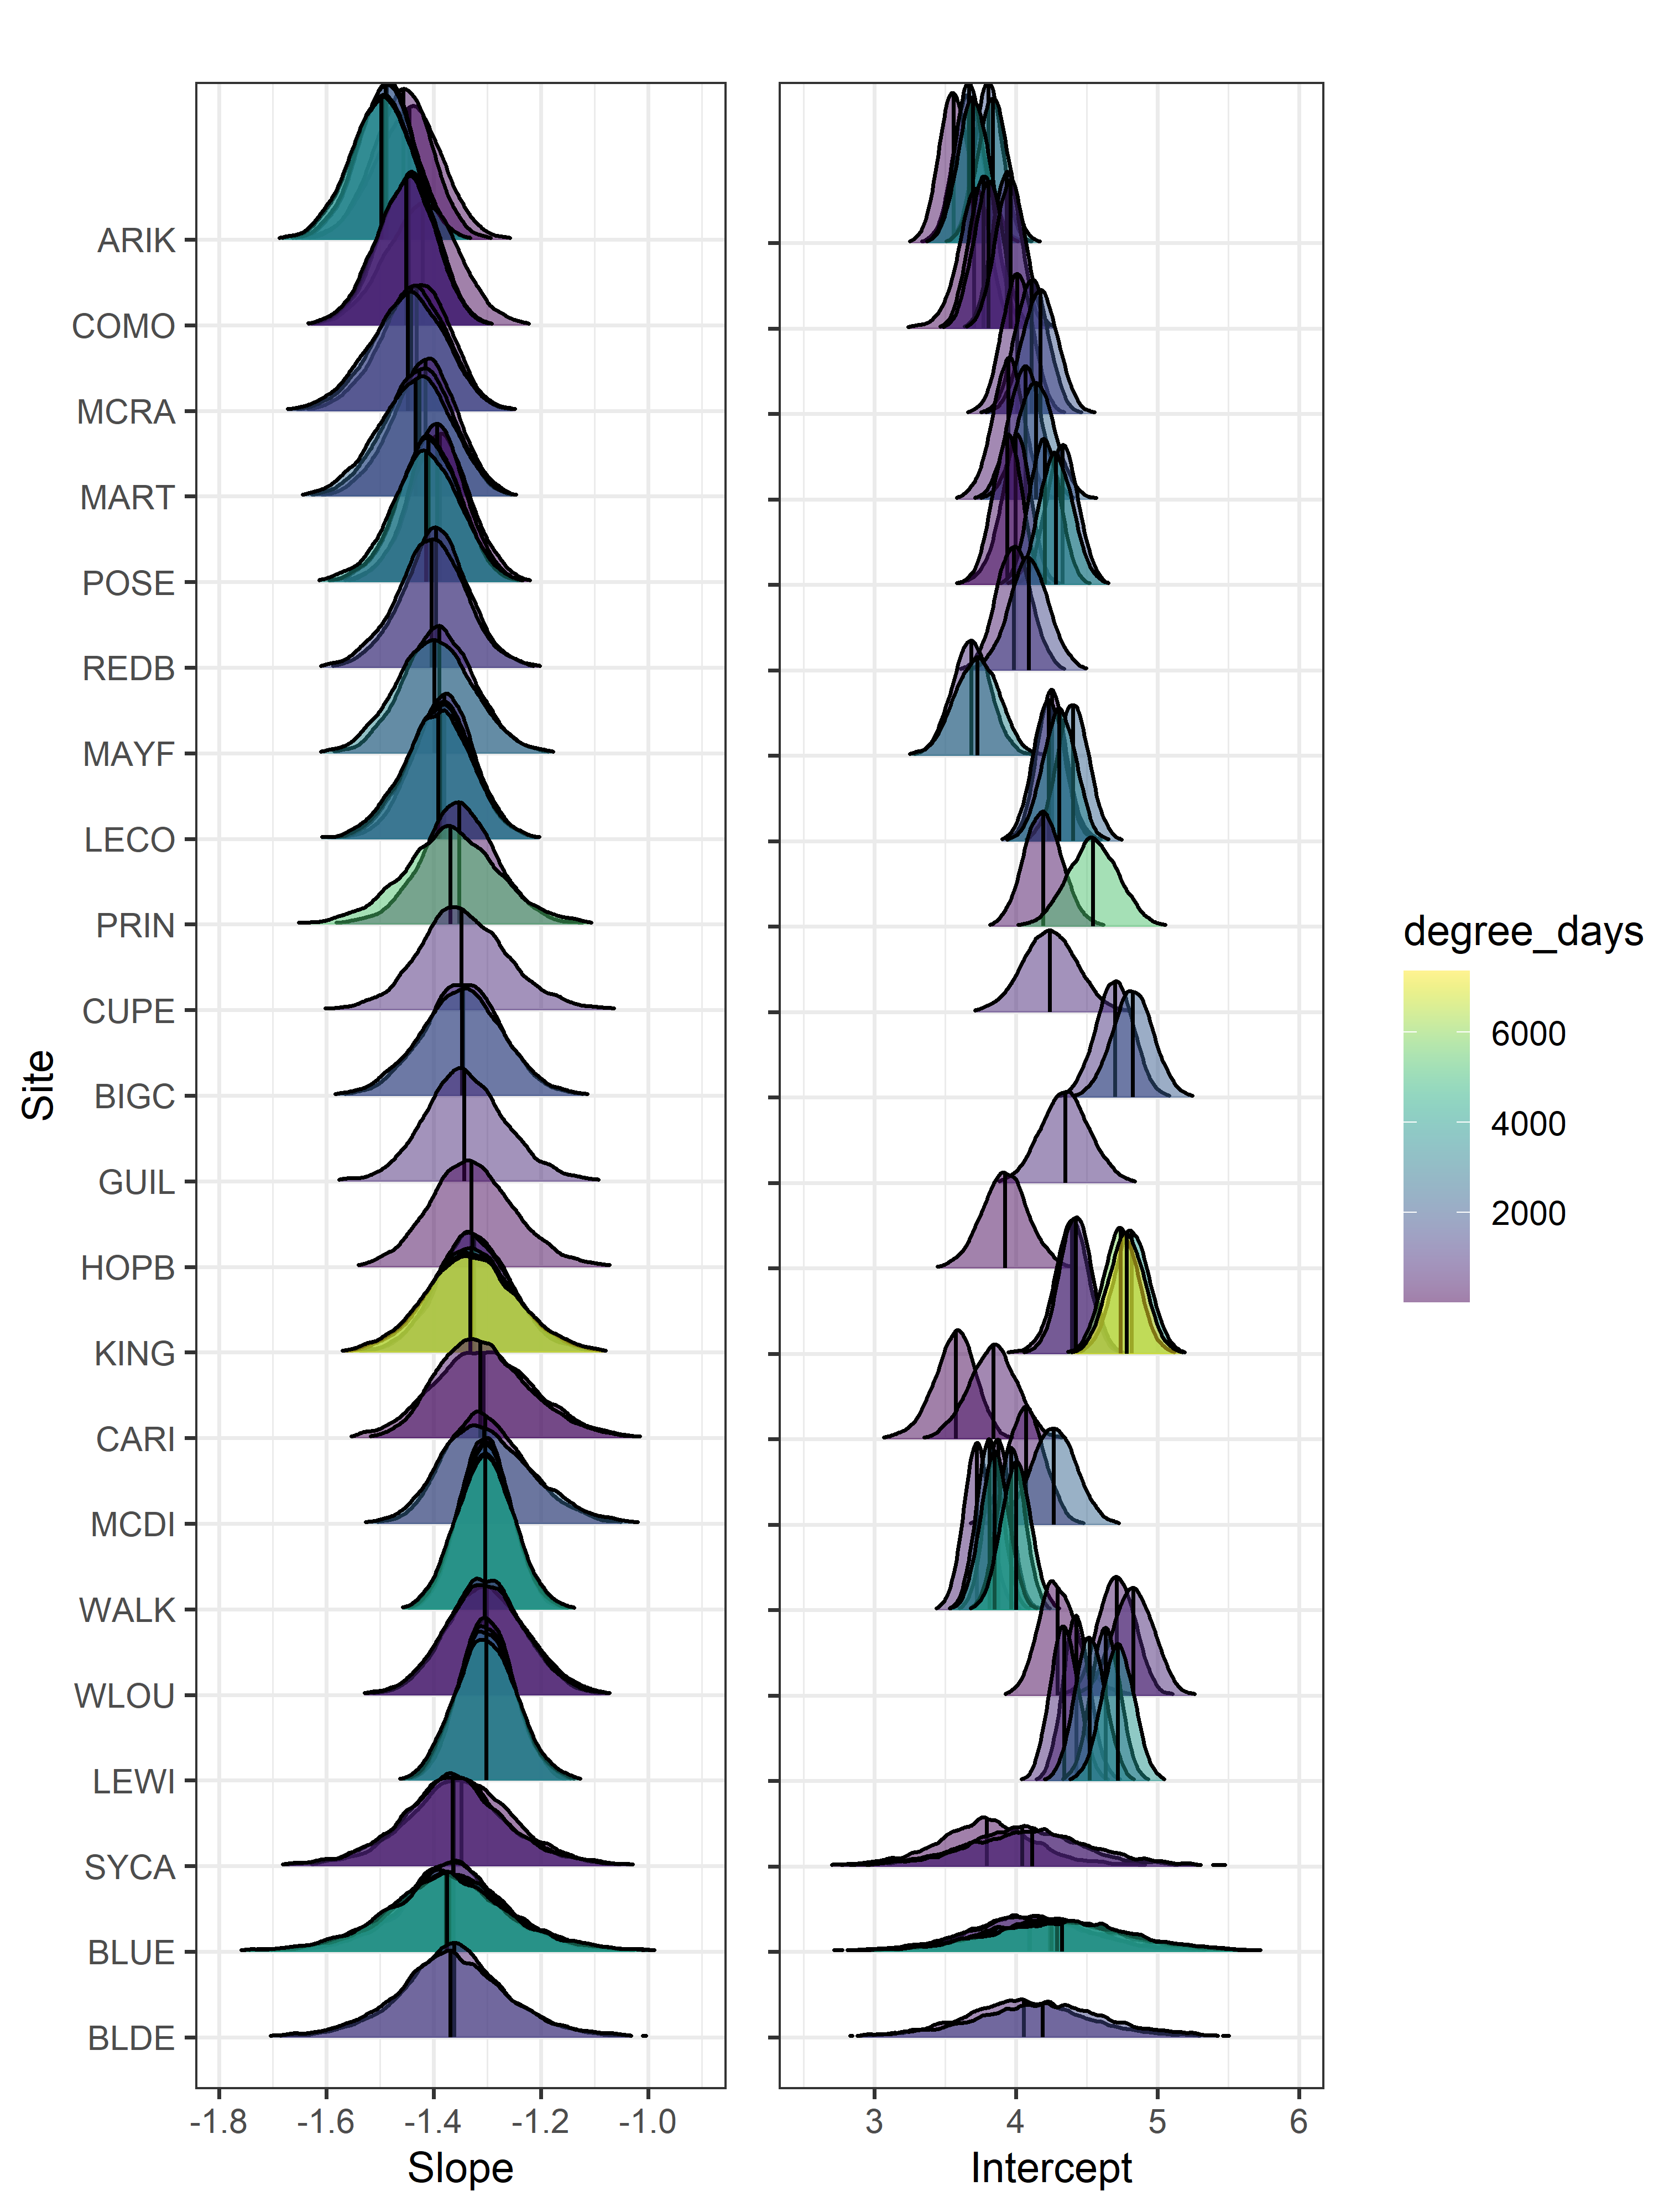 ARIK
COMO
MCRA
MART
POSE
REDB
MAYF
LECO
PRIN
CUPE
BIGC
GUIL
HOPB
KING
CARI
MCDI
WALK
WLOU
LEWI
SYCA
BLUE
BLDE
Site
-1.8 -1.6 -1.4 -1.2 -1.0
Slope
3 4 5 6
Intercept
degree_days
6000
4000
2000